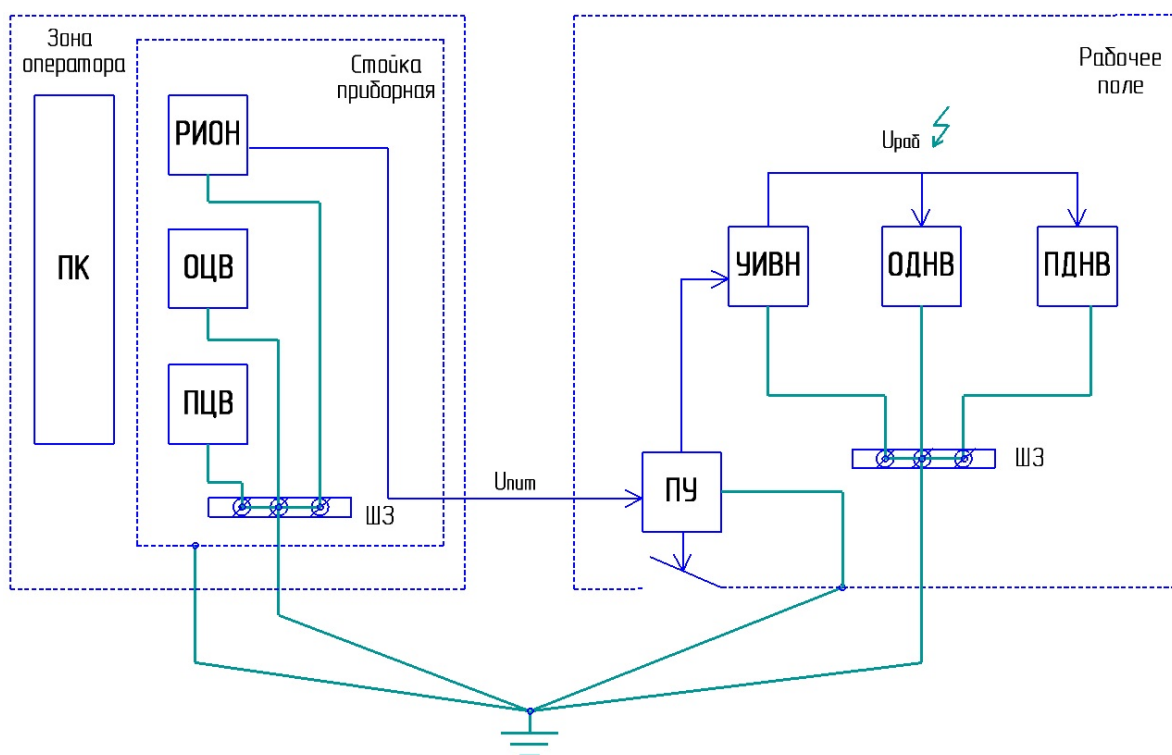 Зона
оператора
Стойка
приборная
ПК
РИОН
ОЦВ
ПЦВ
ШЗ
Uпит
Рабочее
поле
Uраб
УИВН
ОДНВ
ПДНВ
ПУ
ШЗ